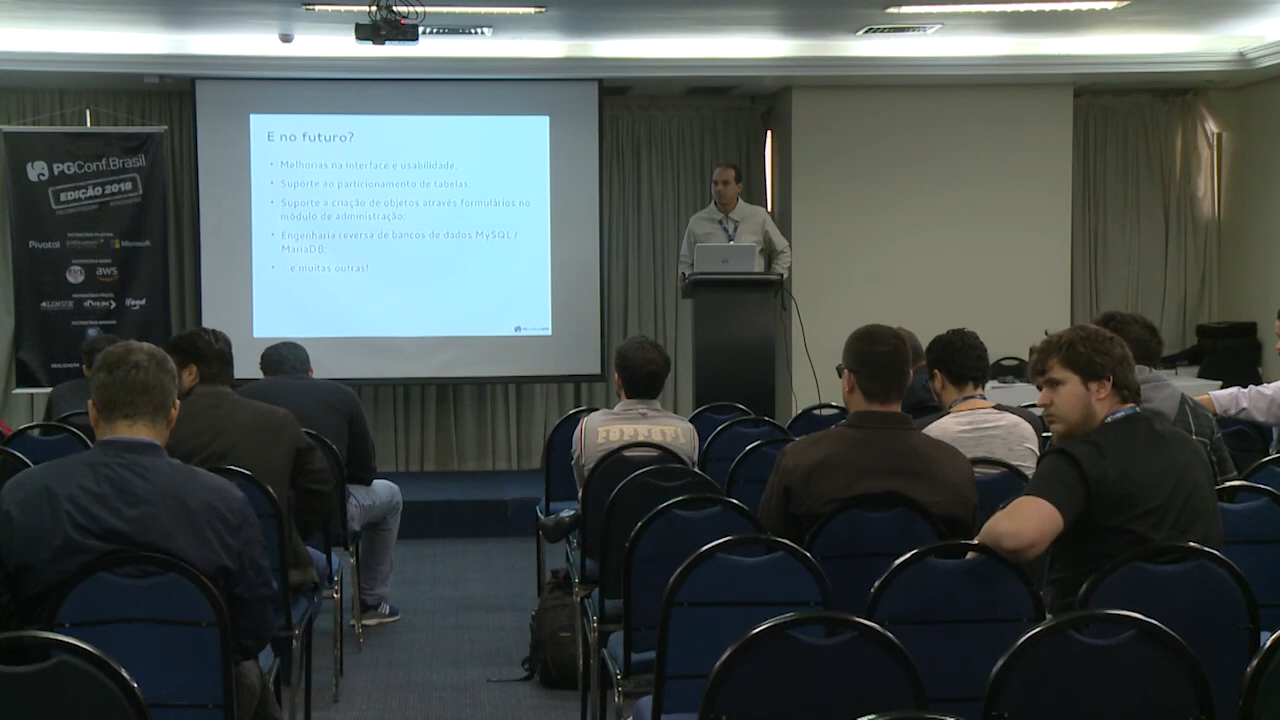 PGConf.Brasil
EDIÇÃO 2018
Pivotal
Microsoft
aws
E no futuro?
• Melhorias na interface e usabilidade;
• Suporte ao particionamento de tabelas;
• Suporte a criação de objetos através formulários no
módulo de administração;
• Engenharia reversa de bancos de dados MySQL /
MariaDB;
• ...e muitas outras!
FOREST